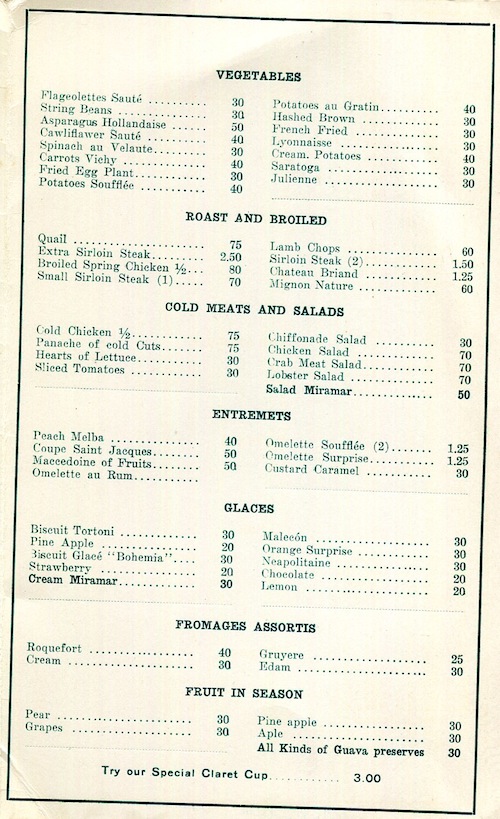 VEGETABLES
Flageolettes Sauté .......... 30
String Beans .......... 30
Asparagus Hollandaise ...... 50
Cawliflawer Sauté .......... 40
Spinach au Velaute.......... 30
Carrots Vichy .......... 40
Fried Egg Plant.......... 30
Potatoes Soufflée .......... 40
Potatoes au Gratin.......... 40
Hashed Brown .......... 30
French Fried .......... 30
Lyonnaisse .......... 30
Cream. Potatoes .......... 40
Saratoga .......... 30
Julienne .......... 30
ROAST AND BROILED
Quail .......... 75
Extra Sirloin Steak.......... 2.50
Broiled Spring Chicken ½... 80
Small Sirloin Steak (1).... 70
Lamb Chops .......... 60
Sirloin Steak (2).......... 1.50
Chateau Briand .......... 1.25
Mignon Nature .......... 60
COLD MEATS AND SALADS
Cold Chicken ½.......... 75
Panache of cold Cuts....... 75
Hearts of Lettuce.......... 30
Sliced Tomatoes .......... 30
Chiffonade Salad .......... 30
Chicken Salad .......... 70
Crab Meat Salad.......... 70
Lobster Salad .......... 70
Salad Miramar.......... 50
ENTREMETS
Peach Melba .......... 40
Coupe Saint Jacques....... 50
Maccedoine of Fruits...... 50
Omelette au Rum..........
Omelette Soufflée (2)....... 1.25
Omelette Surprise.......... 1.25
Custard Caramel .......... 30
GLACES
Biscuit Tortoni .......... 30
Pine Apple .......... 20
Biscuit Glacé "Bohemia".... 30
Strawberry .......... 20
Cream Miramar.......... 30
Malecón .......... 30
Orange Surprise .......... 30
Neapolitaine .......... 30
Chocolate .......... 20
Lemon .......... 20
FROMAGES ASSORTIS
Roquefort .......... 40
Cream .......... 30
Gruyere .......... 25
Edam .......... 30
FRUIT IN SEASON
Pear .......... 30
Grapes .......... 30
Pine apple .......... 30
Aple .......... 30
All Kinds of Guava preserves 30
Try our Special Claret Cup.......... 3.00